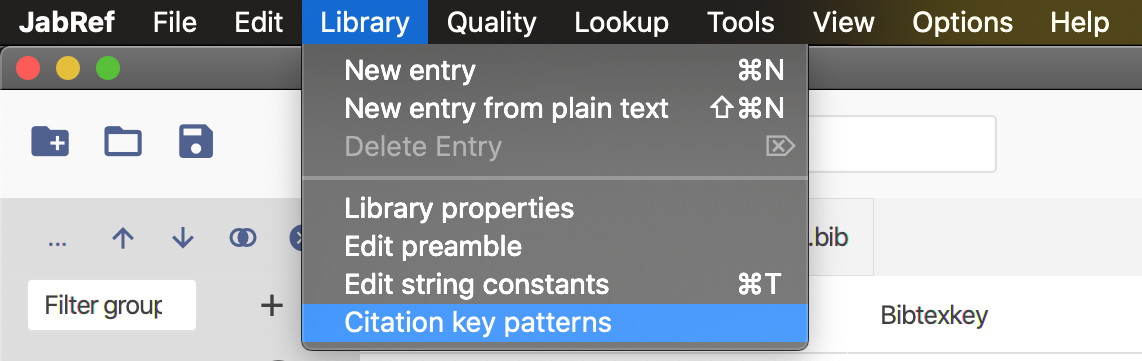 JabRef File Edit Library Quality Lookup Tools View Options Help
New entry ⌘N
New entry from plain text ⇧⌘N
Delete Entry ⌦
Library properties
... .bib
Edit preamble
Edit string constants ⌘T
Filter group
Citation key patterns Bibtexkey